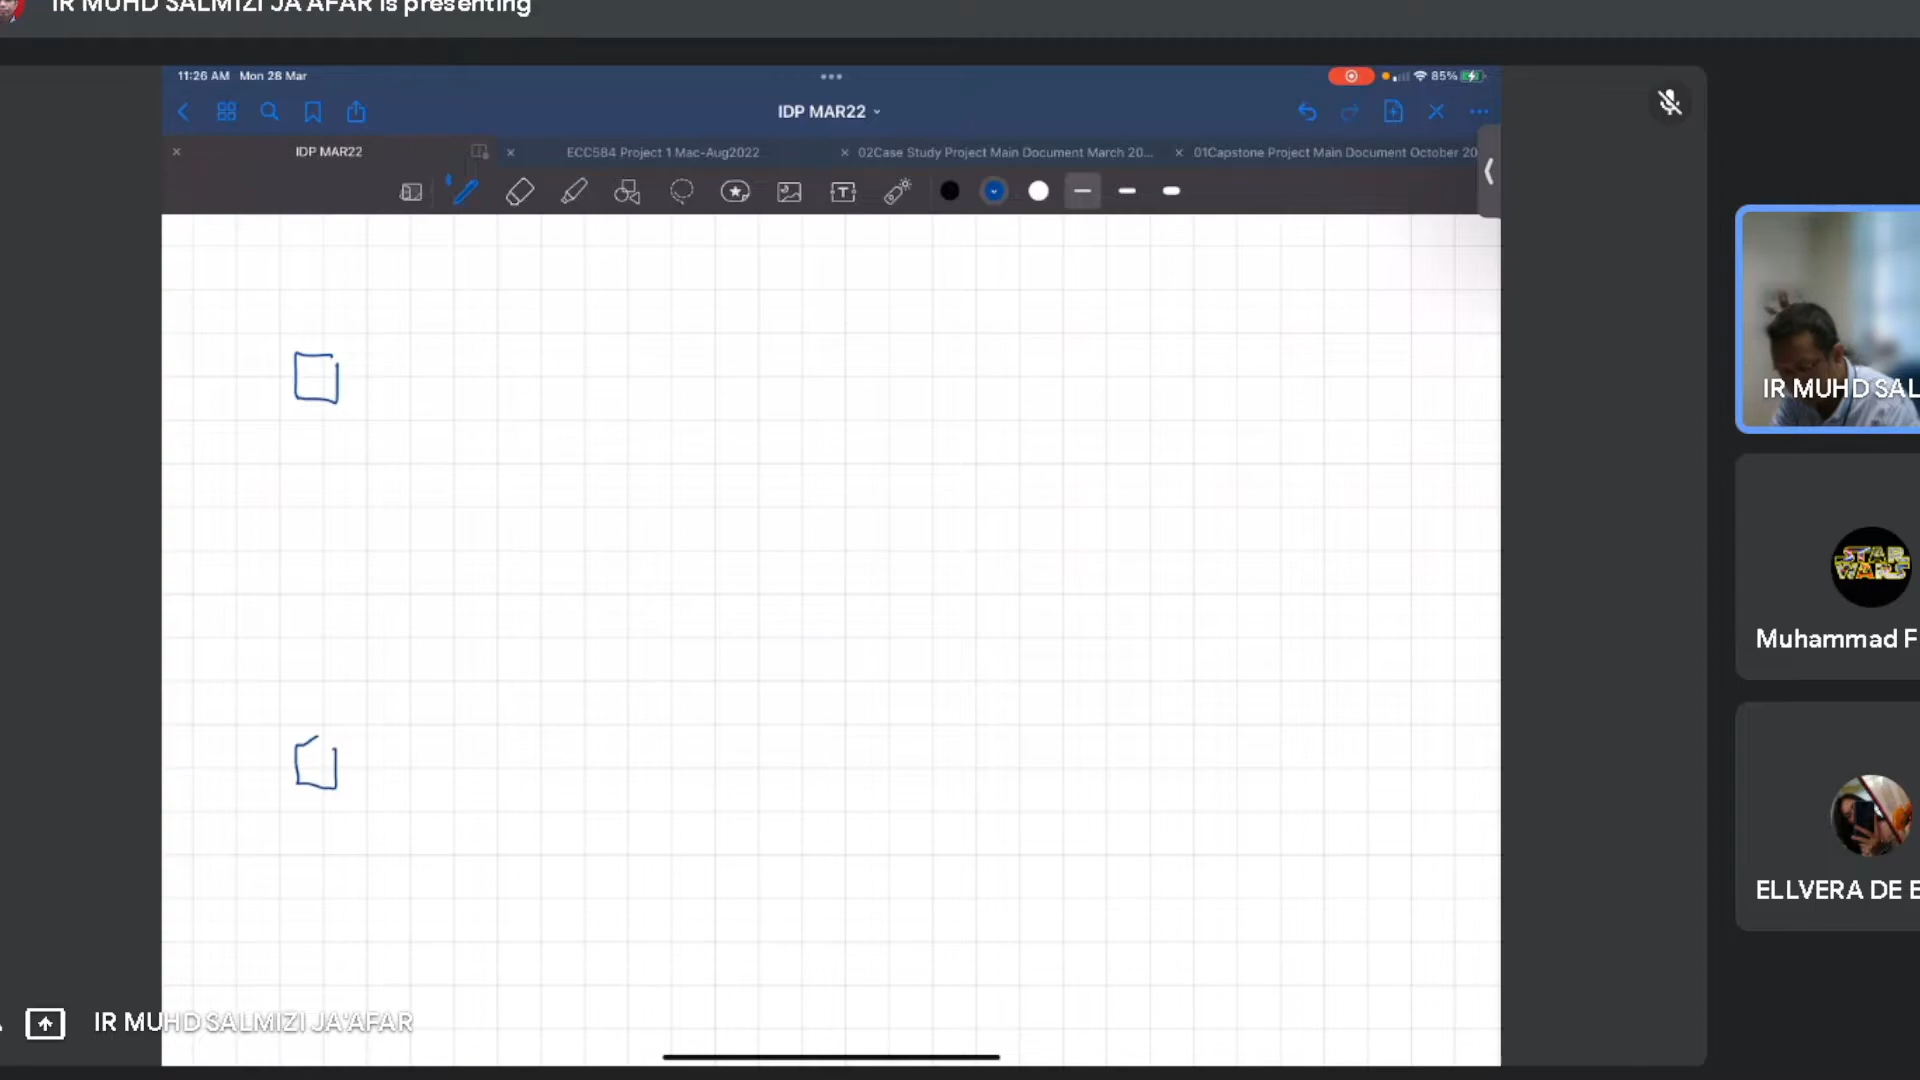 IR MUHD SALMIZI JA'AFAR is presenting
11:26 AM Mon 28 Mar
85%
IDP MAR22
IDP MAR22
ECC584 Project 1 Mac-Aug2022
02Case Study Project Main Document March 20...
01Capstone Project Main Document October 20
IR MUHD SAL
STAR WARS
Muhammad F
ELLVERA DE E
IR MUHD SALMIZI JA'AFAR